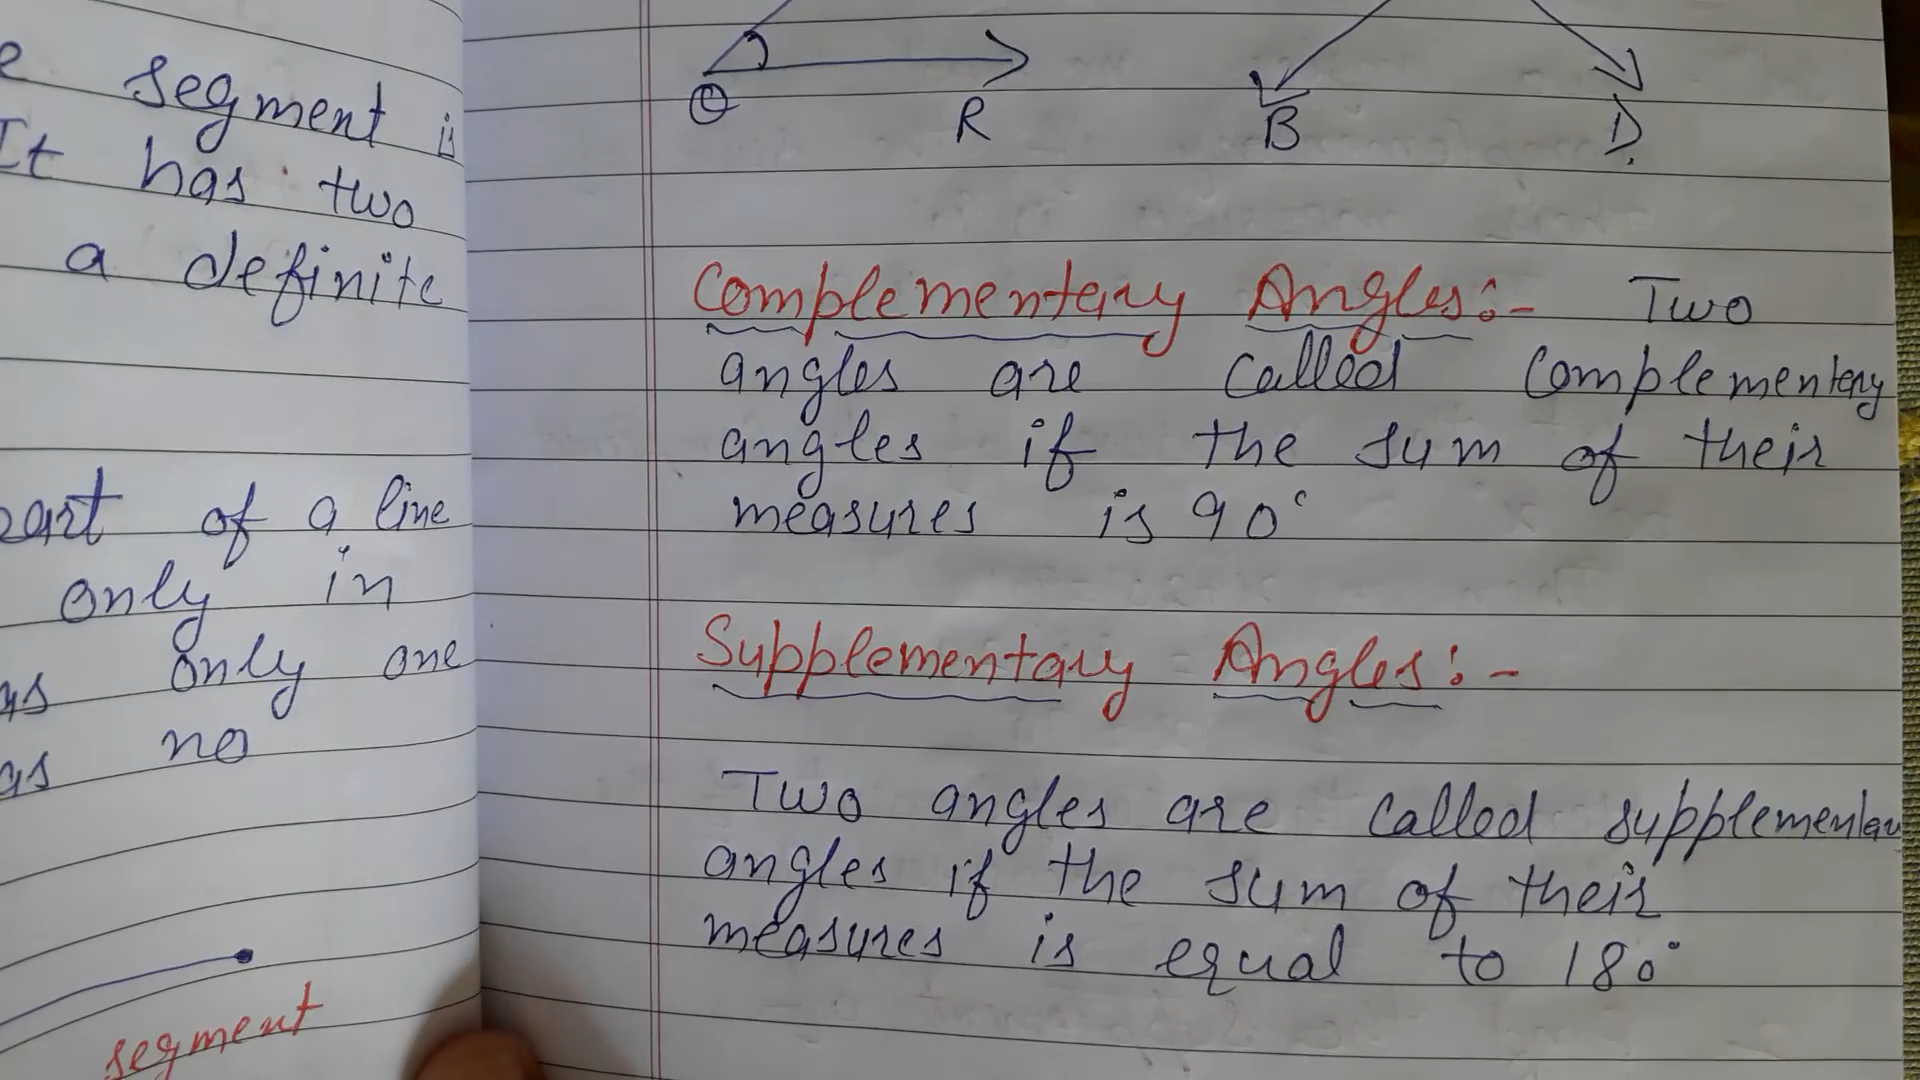 segment is
It has two
a definite
part of a line
only in
only one
no
segment
Q R B D
Complementary Angles:- Two
angles are called complementary
angles if the sum of their
measures is 90°
Supplementary Angles:-
Two angles are called supplementary
angles if the sum of their
measures is equal to 180°